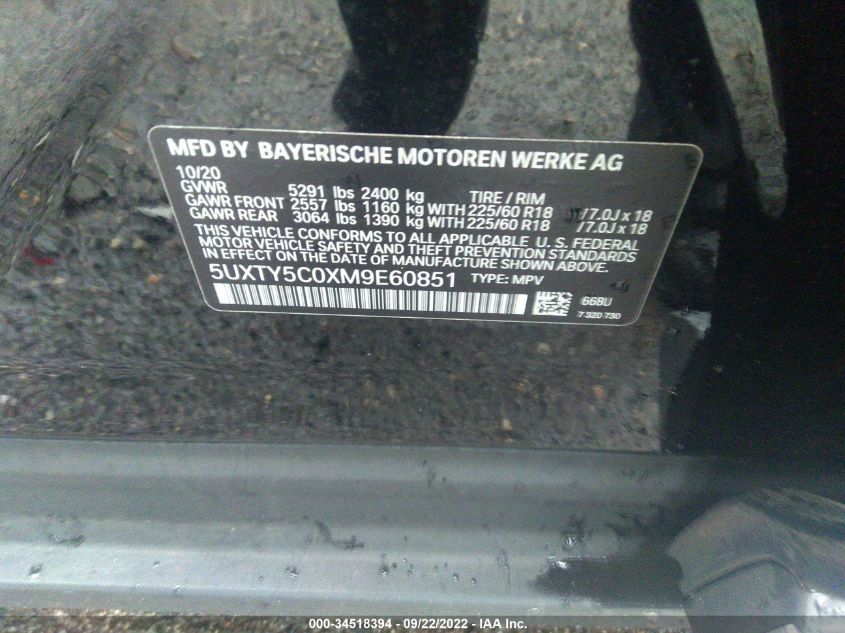 MFD BY BAYERISCHE MOTOREN WERKE AG
10/20
GVWR 5291 lbs 2400 kg TIRE / RIM
GAWR FRONT 2557 lbs 1160 kg WITH 225/60 R18 /7.0J x 18
GAWR REAR 3064 lbs 1390 kg WITH 225/60 R18 /7.0J x 18
THIS VEHICLE CONFORMS TO ALL APPLICABLE U. S. FEDERAL
MOTOR VEHICLE SAFETY AND THEFT PREVENTION STANDARDS
IN EFFECT ON THE DATE OF MANUFACTURE SHOWN ABOVE.
5UXTY5C0XM9E60851 TYPE: MPV
668U
7 320 730
000-34518394 - 09/22/2022 - IAA Inc.